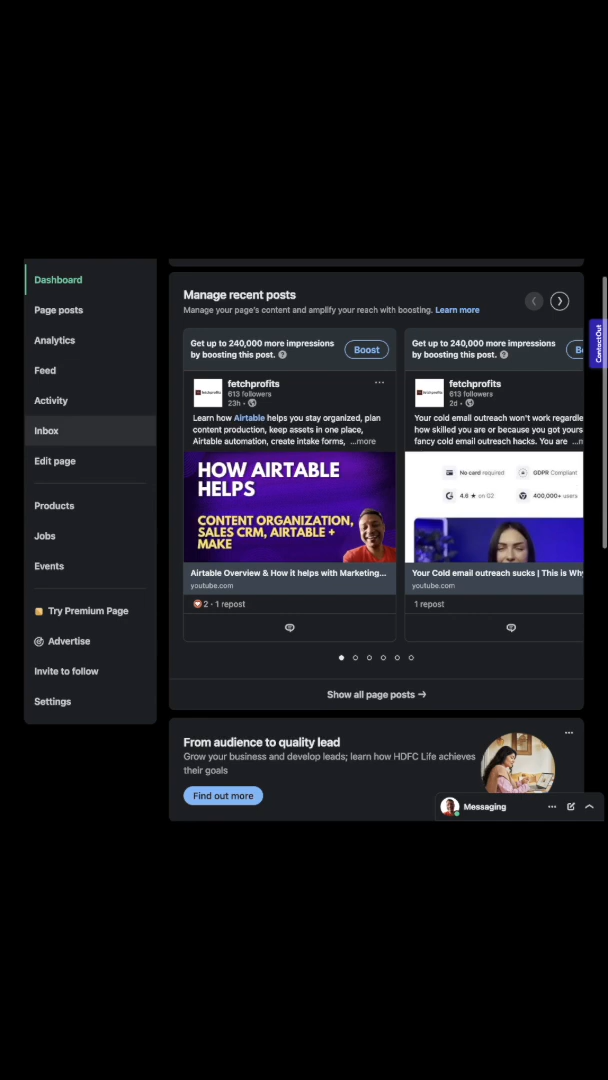 Dashboard
Page posts
Analytics
Feed
Activity
Inbox
Edit page
Products
Jobs
Events
Try Premium Page
Advertise
Invite to follow
Settings
Manage recent posts
Manage your page's content and amplify your reach with boosting. Learn more
Get up to 240,000 more impressions
by boosting this post.
Boost
fetchprofits
613 followers
23h •
Learn how Airtable helps you stay organized, plan
content production, keep assets in one place,
Airtable automation, create intake forms, ...more
HOW AIRTABLE
HELPS
CONTENT ORGANIZATION,
SALES CRM, AIRTABLE +
MAKE
Airtable Overview & How it helps with Marketing...
youtube.com
2 · 1 repost
Get up to 240,000 more impressions
by boosting this post.
Bo
fetchprofits
613 followers
2d •
Your cold email outreach won't work regardle
how skilled you are or because you got yours
fancy cold email outreach hacks. You are ...n
No card required
GDPR Compliant
4.6 ★ on G2
400,000+ users
Your Cold email outreach sucks | This is Why
youtube.com
1 repost
Show all page posts →
From audience to quality lead
Grow your business and develop leads; learn how HDFC Life achieves
their goals
Find out more
Messaging
ContactOut